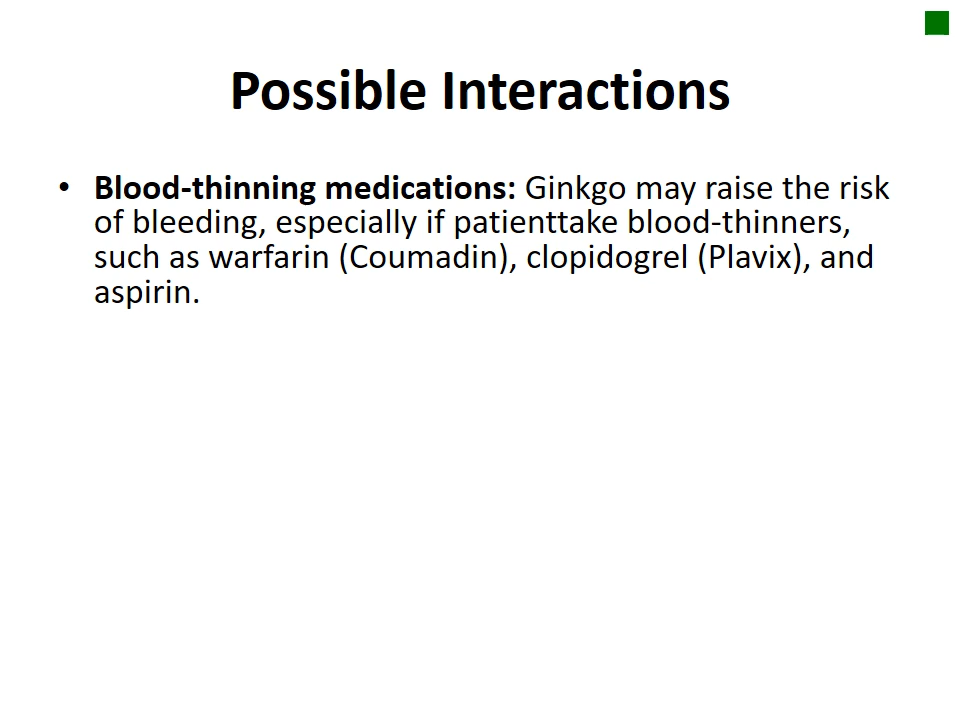 Possible Interactions
• Blood-thinning medications: Ginkgo may raise the risk
of bleeding, especially if patienttake blood-thinners,
such as warfarin (Coumadin), clopidogrel (Plavix), and
aspirin.